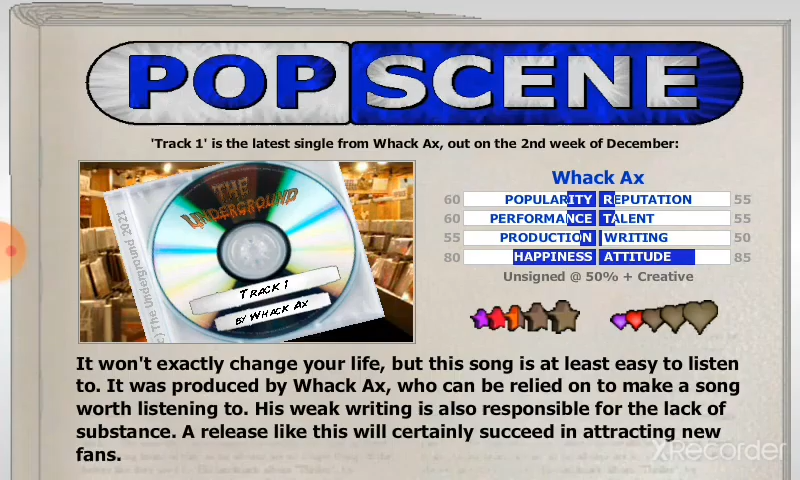 POP SCENE
'Track 1' is the latest single from Whack Ax, out on the 2nd week of December:
THE UNDERGROUND
(c) The Underground 2021
TRACK 1
BY WHACK AX
Whack Ax
60 POPULARITY REPUTATION 55
60 PERFORMANCE TALENT 55
55 PRODUCTION WRITING 50
80 HAPPINESS ATTITUDE 85
Unsigned @ 50% + Creative
It won't exactly change your life, but this song is at least easy to listen
to. It was produced by Whack Ax, who can be relied on to make a song
worth listening to. His weak writing is also responsible for the lack of
substance. A release like this will certainly succeed in attracting new
fans.
XRecorder